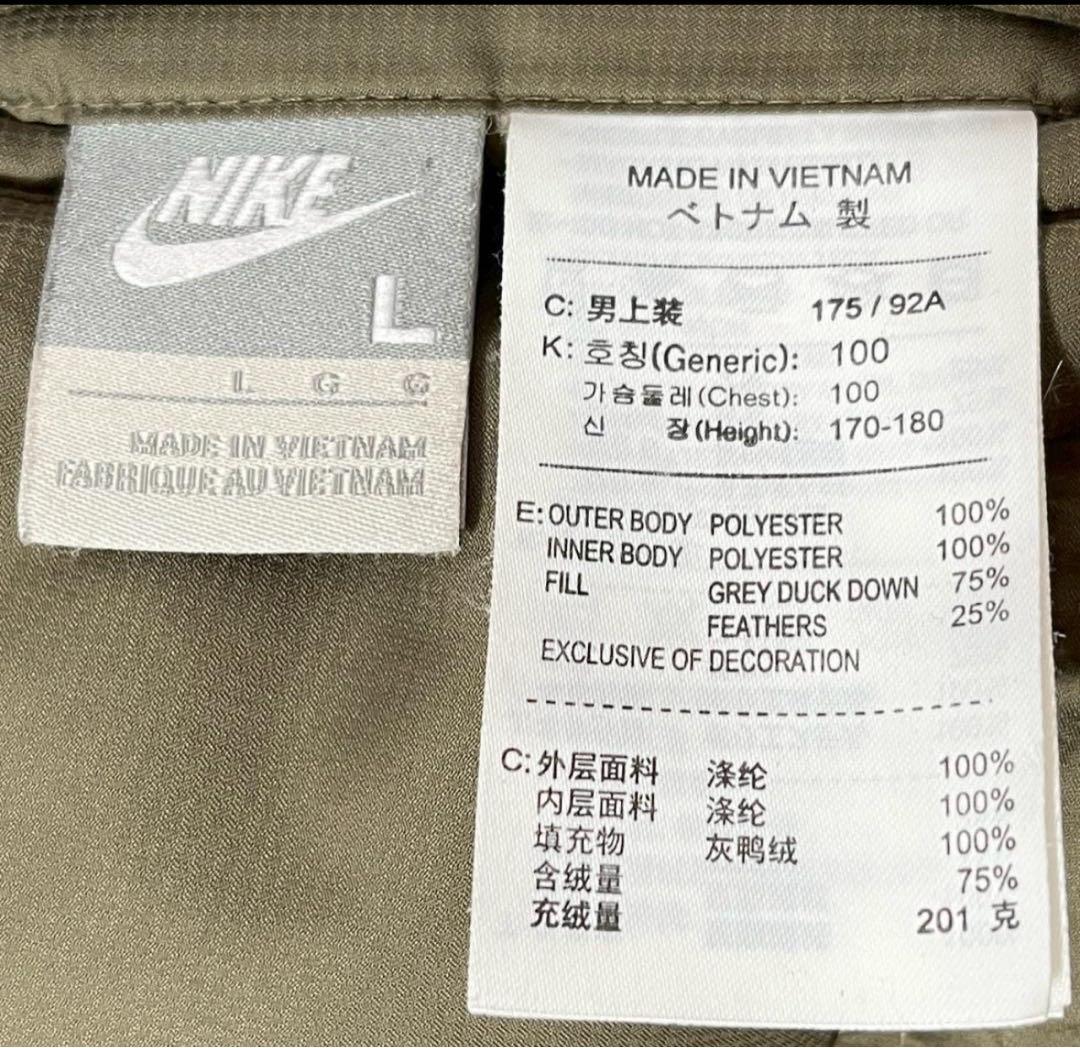 NIKE
L
L G G
MADE IN VIETNAM
FABRIQUE AU VIETNAM
MADE IN VIETNAM
ベトナム 製
C: 男上装 175 / 92A
K: 호칭(Generic): 100
가슴둘레(Chest): 100
신 장(Height): 170-180
E: OUTER BODY POLYESTER 100%
INNER BODY POLYESTER 100%
FILL GREY DUCK DOWN 75%
FEATHERS 25%
EXCLUSIVE OF DECORATION
C: 外层面料 涤纶 100%
内层面料 涤纶 100%
填充物 灰鸭绒 100%
含绒量 75%
充绒量 201 克